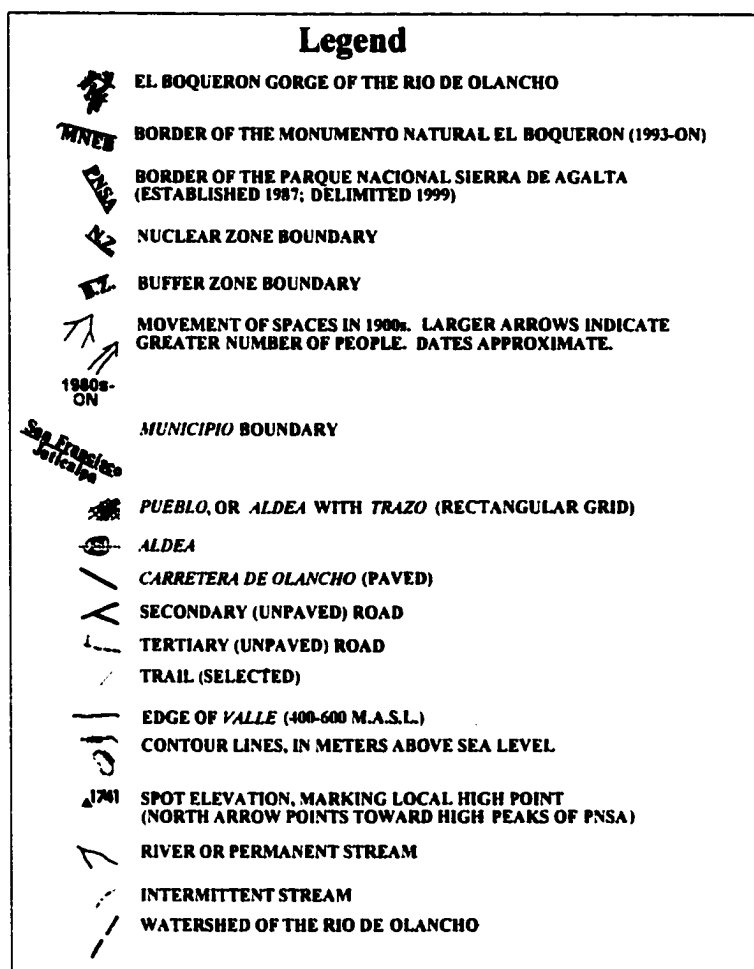 Legend
EL BOQUERON GORGE OF THE RIO DE OLANCHO
MNEB BORDER OF THE MONUMENTO NATURAL EL BOQUERON (1993-ON)
PNSA BORDER OF THE PARQUE NACIONAL SIERRA DE AGALTA
(ESTABLISHED 1987; DELIMITED 1999)
N.Z. NUCLEAR ZONE BOUNDARY
B.Z. BUFFER ZONE BOUNDARY
MOVEMENT OF SPACES IN 1900s. LARGER ARROWS INDICATE
GREATER NUMBER OF PEOPLE. DATES APPROXIMATE.
1980s-
ON
San Francisco
Juticalpa
MUNICIPIO BOUNDARY
PUEBLO, OR ALDEA WITH TRAZO (RECTANGULAR GRID)
ALDEA
CARRETERA DE OLANCHO (PAVED)
SECONDARY (UNPAVED) ROAD
TERTIARY (UNPAVED) ROAD
TRAIL (SELECTED)
EDGE OF VALLE (400-600 M.A.S.L.)
CONTOUR LINES, IN METERS ABOVE SEA LEVEL
1741 SPOT ELEVATION, MARKING LOCAL HIGH POINT
(NORTH ARROW POINTS TOWARD HIGH PEAKS OF PNSA)
RIVER OR PERMANENT STREAM
INTERMITTENT STREAM
WATERSHED OF THE RIO DE OLANCHO